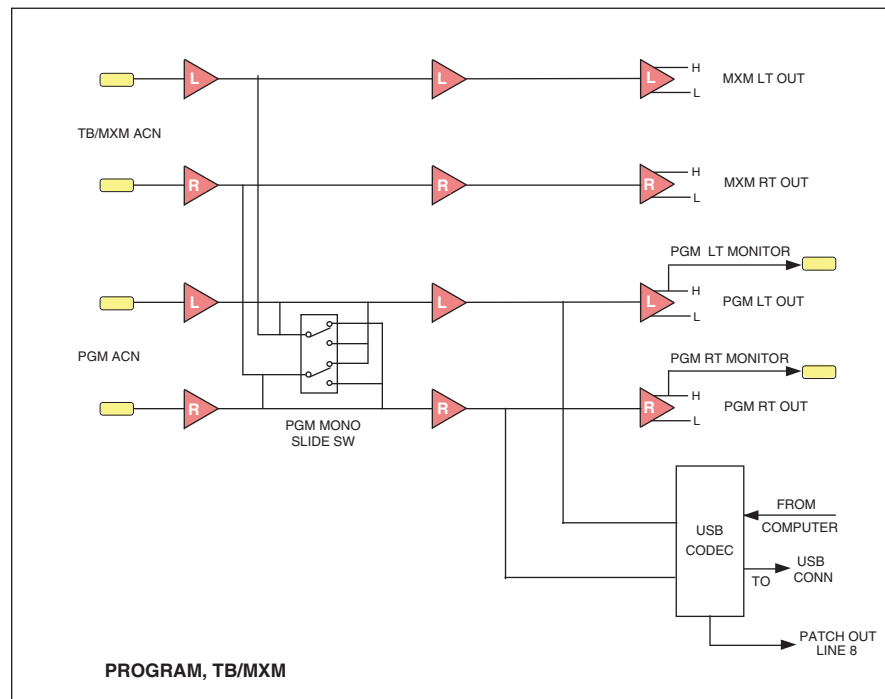 L
L
L
H
L
MXM LT OUT
TB/MXM ACN
R
R
R
H
L
MXM RT OUT
PGM LT MONITOR
L
L
L
H
L
PGM LT OUT
PGM ACN
PGM RT MONITOR
R
R
R
H
L
PGM RT OUT
PGM MONO
SLIDE SW
USB
CODEC
FROM
COMPUTER
TO
USB
CONN
PATCH OUT
LINE 8
PROGRAM, TB/MXM